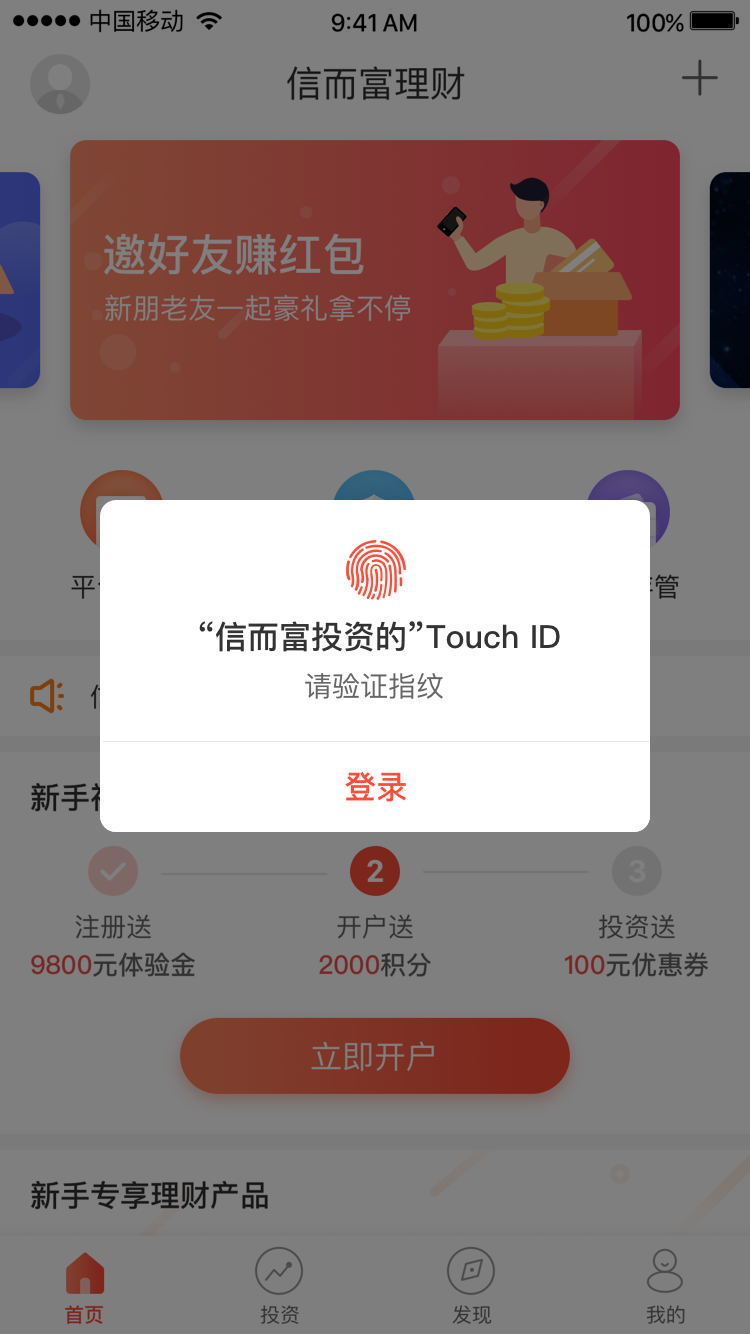 中国移动 9:41 AM 100%
信而富理财
邀好友赚红包
新朋老友一起豪礼拿不停
平 管
“信而富投资的”Touch ID
请验证指纹
登录
新手
2 3
注册送 开户送 投资送
9800元体验金 2000积分 100元优惠券
立即开户
新手专享理财产品
首页 投资 发现 我的